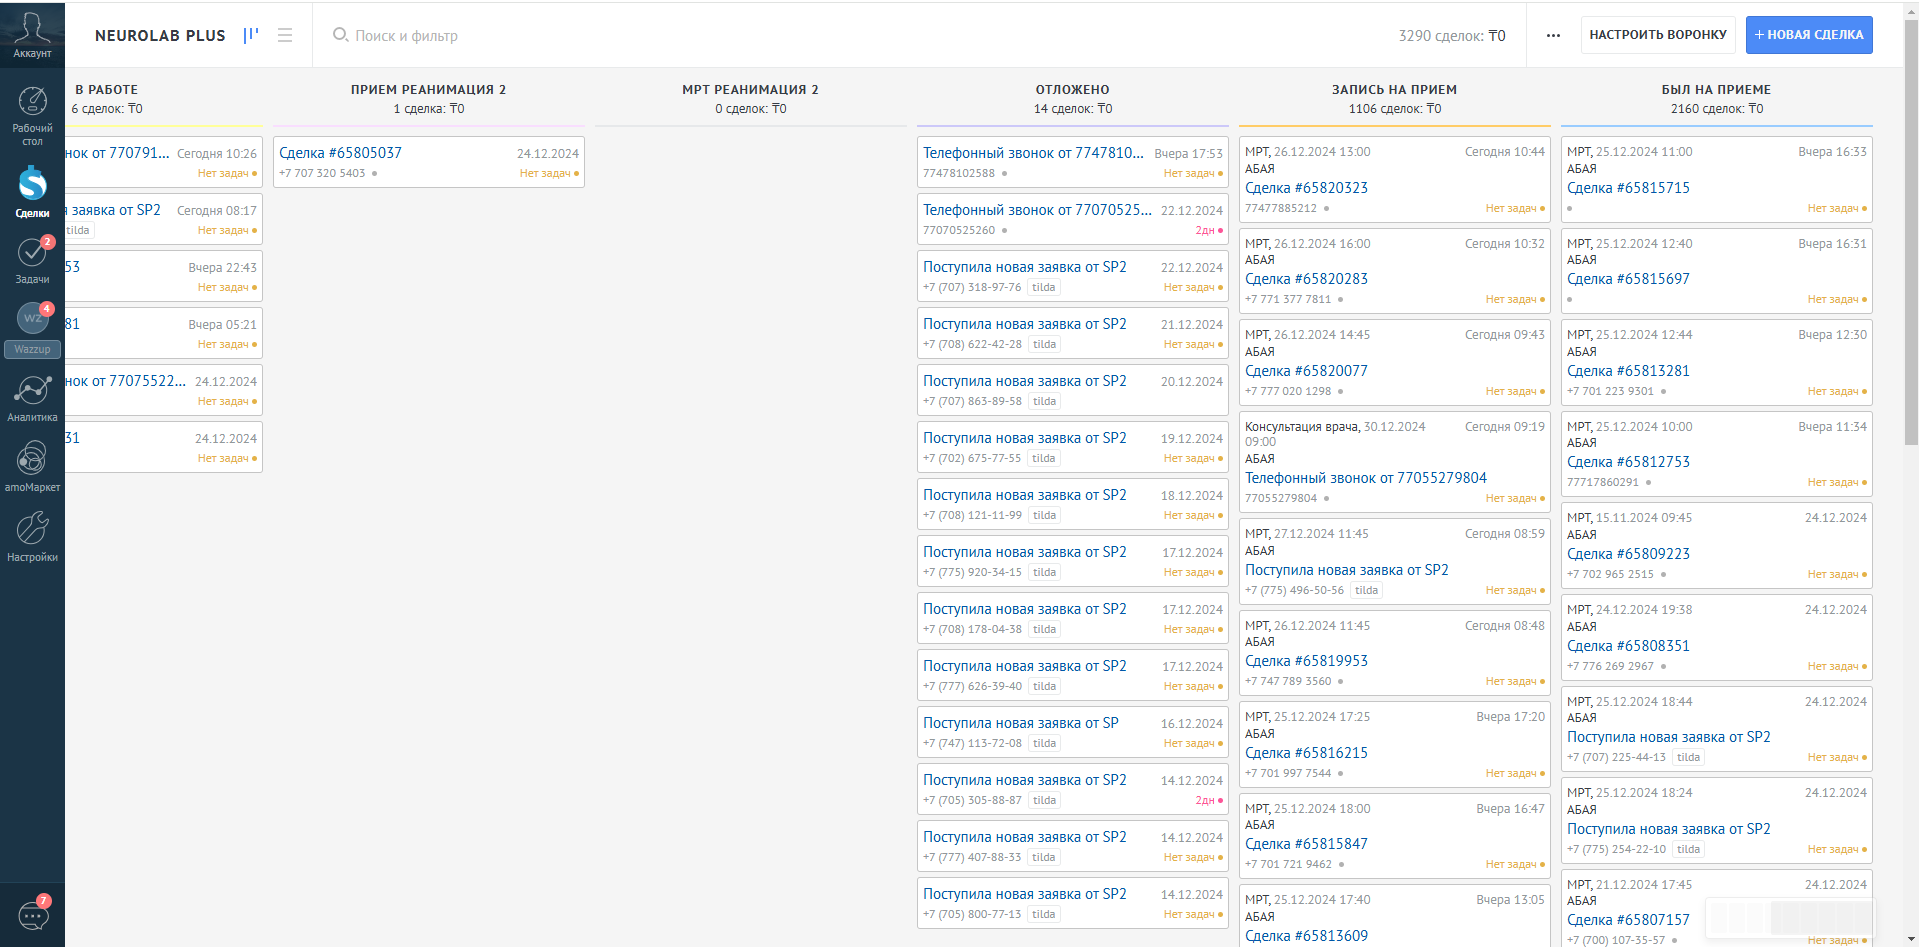 Аккаунт
Рабочий
стол
Сделки
2
Задачи
WZ
4
Wazzup
Аналитика
amoМаркет
Настройки
7
NEUROLAB PLUS
Поиск и фильтр
3290 сделок: ₸0
НАСТРОИТЬ ВОРОНКУ
+ НОВАЯ СДЕЛКА
В РАБОТЕ
6 сделок: ₸0
нок от 770791... Сегодня 10:26
Нет задач
я заявка от SP2 Сегодня 08:17
tilda Нет задач
53 Вчера 22:43
Нет задач
81 Вчера 05:21
Нет задач
нок от 77075522... 24.12.2024
Нет задач
31 24.12.2024
Нет задач
ПРИЕМ РЕАНИМАЦИЯ 2
1 сделка: ₸0
Сделка #65805037 24.12.2024
+7 707 320 5403 Нет задач
МРТ РЕАНИМАЦИЯ 2
0 сделок: ₸0
ОТЛОЖЕНО
14 сделок: ₸0
Телефонный звонок от 7747810... Вчера 17:53
77478102588 Нет задач
Телефонный звонок от 77070525... 22.12.2024
77070525260 2дн
Поступила новая заявка от SP2 22.12.2024
+7 (707) 318-97-76 tilda Нет задач
Поступила новая заявка от SP2 21.12.2024
+7 (708) 622-42-28 tilda Нет задач
Поступила новая заявка от SP2 20.12.2024
+7 (707) 863-89-58 tilda
Поступила новая заявка от SP2 19.12.2024
+7 (702) 675-77-55 tilda Нет задач
Поступила новая заявка от SP2 18.12.2024
+7 (708) 121-11-99 tilda Нет задач
Поступила новая заявка от SP2 17.12.2024
+7 (775) 920-34-15 tilda Нет задач
Поступила новая заявка от SP2 17.12.2024
+7 (708) 178-04-38 tilda Нет задач
Поступила новая заявка от SP2 17.12.2024
+7 (777) 626-39-40 tilda Нет задач
Поступила новая заявка от SP 16.12.2024
+7 (747) 113-72-08 tilda Нет задач
Поступила новая заявка от SP2 14.12.2024
+7 (705) 305-88-87 tilda 2дн
Поступила новая заявка от SP2 14.12.2024
+7 (777) 407-88-33 tilda Нет задач
Поступила новая заявка от SP2 14.12.2024
+7 (705) 800-77-13 tilda Нет задач
ЗАПИСЬ НА ПРИЕМ
1106 сделок: ₸0
МРТ, 26.12.2024 13:00 Сегодня 10:44
АБАЯ
Сделка #65820323
77477885212 Нет задач
МРТ, 26.12.2024 16:00 Сегодня 10:32
АБАЯ
Сделка #65820283
+7 771 377 7811 Нет задач
МРТ, 26.12.2024 14:45 Сегодня 09:43
АБАЯ
Сделка #65820077
+7 777 020 1298 Нет задач
Консультация врача, 30.12.2024 Сегодня 09:19
09:00
АБАЯ
Телефонный звонок от 77055279804
77055279804 Нет задач
МРТ, 27.12.2024 11:45 Сегодня 08:59
АБАЯ
Поступила новая заявка от SP2
+7 (775) 496-50-56 tilda Нет задач
МРТ, 26.12.2024 11:45 Сегодня 08:48
АБАЯ
Сделка #65819953
+7 747 789 3560 Нет задач
МРТ, 25.12.2024 17:25 Вчера 17:20
АБАЯ
Сделка #65816215
+7 701 997 7544 Нет задач
МРТ, 25.12.2024 18:00 Вчера 16:47
АБАЯ
Сделка #65815847
+7 701 721 9462 Нет задач
МРТ, 25.12.2024 17:40 Вчера 13:05
АБАЯ
Сделка #65813609
БЫЛ НА ПРИЕМЕ
2160 сделок: ₸0
МРТ, 25.12.2024 11:00 Вчера 16:33
АБАЯ
Сделка #65815715
Нет задач
МРТ, 25.12.2024 12:40 Вчера 16:31
АБАЯ
Сделка #65815697
Нет задач
МРТ, 25.12.2024 12:44 Вчера 12:30
АБАЯ
Сделка #65813281
+7 701 223 9301 Нет задач
МРТ, 25.12.2024 10:00 Вчера 11:34
АБАЯ
Сделка #65812753
77717860291 Нет задач
МРТ, 15.11.2024 09:45 24.12.2024
АБАЯ
Сделка #65809223
+7 702 965 2515 Нет задач
МРТ, 24.12.2024 19:38 24.12.2024
АБАЯ
Сделка #65808351
+7 776 269 2967 Нет задач
МРТ, 25.12.2024 18:44 24.12.2024
АБАЯ
Поступила новая заявка от SP2
+7 (707) 225-44-13 tilda Нет задач
МРТ, 25.12.2024 18:24 24.12.2024
АБАЯ
Поступила новая заявка от SP2
+7 (775) 254-22-10 tilda Нет задач
МРТ, 21.12.2024 17:45 24.12.2024
АБАЯ
Сделка #65807157
+7 (700) 107-35-57 Нет задач